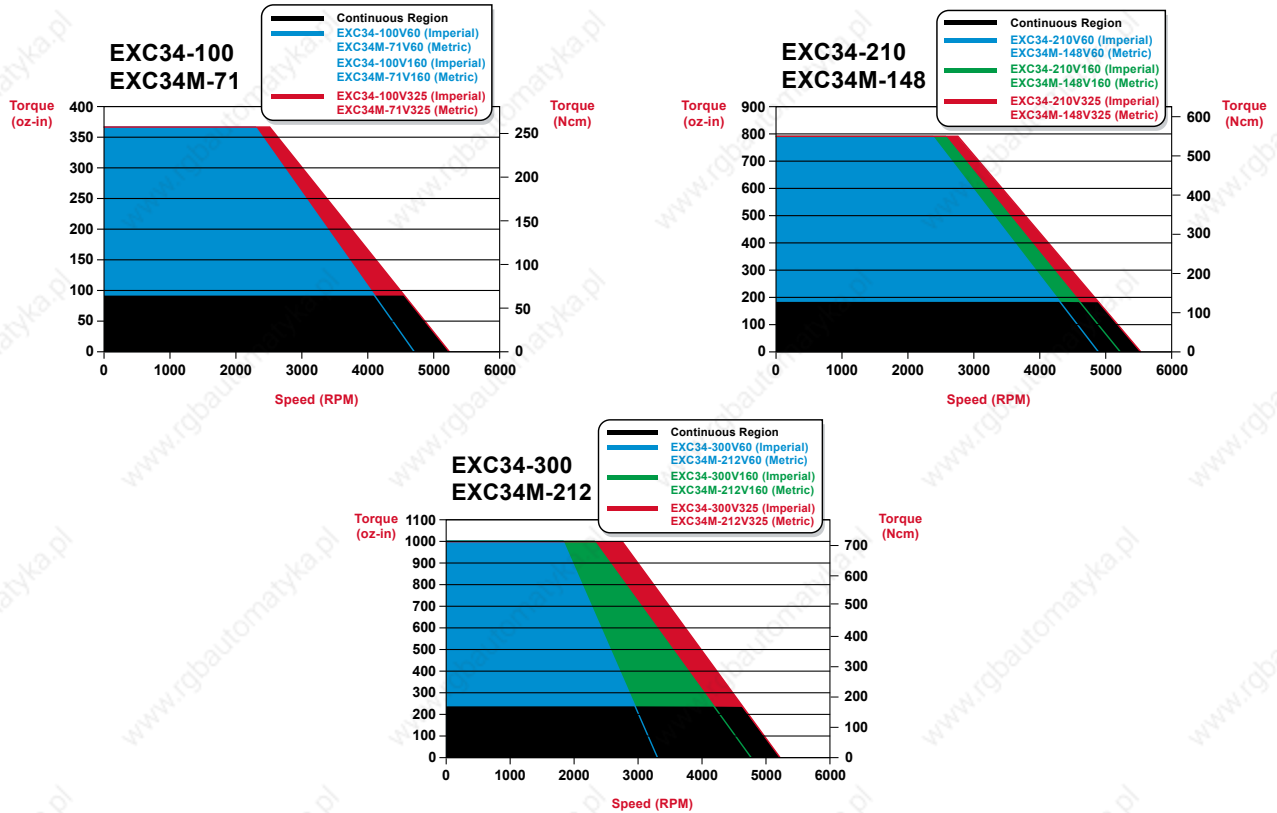 EXC34-100
EXC34M-71
Continuous Region
EXC34-100V60 (Imperial)
EXC34M-71V60 (Metric)
EXC34-100V160 (Imperial)
EXC34M-71V160 (Metric)
EXC34-100V325 (Imperial)
EXC34M-71V325 (Metric)
Torque
(oz-in)
400
350
300
250
200
150
100
50
0
Torque
(Ncm)
250
200
150
100
50
0
0 1000 2000 3000 4000 5000 6000
Speed (RPM)
EXC34-210
EXC34M-148
Continuous Region
EXC34-210V60 (Imperial)
EXC34M-148V60 (Metric)
EXC34-210V160 (Imperial)
EXC34M-148V160 (Metric)
EXC34-210V325 (Imperial)
EXC34M-148V325 (Metric)
Torque
(oz-in)
900
800
700
600
500
400
300
200
100
0
Torque
(Ncm)
600
500
400
300
200
100
0
0 1000 2000 3000 4000 5000 6000
Speed (RPM)
EXC34-300
EXC34M-212
Continuous Region
EXC34-300V60 (Imperial)
EXC34M-212V60 (Metric)
EXC34-300V160 (Imperial)
EXC34M-212V160 (Metric)
EXC34-300V325 (Imperial)
EXC34M-212V325 (Metric)
Torque
(oz-in)
1100
1000
900
800
700
600
500
400
300
200
100
0
Torque
(Ncm)
700
600
500
400
300
200
100
0
0 1000 2000 3000 4000 5000 6000
Speed (RPM)
www.rgbautomatyka.pl